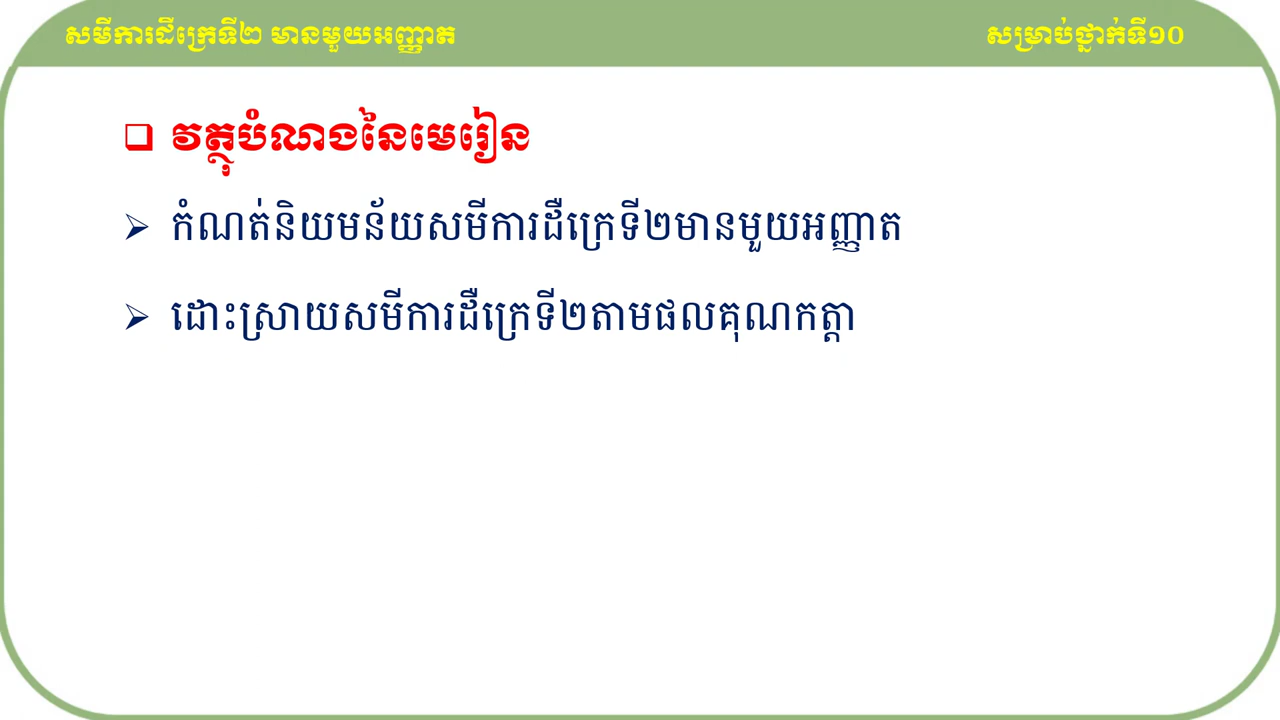 សមីការដឺក្រេទី២ មានមួយអញ្ញាត
សម្រាប់ថ្នាក់ទី១០
វត្ថុបំណងនៃមេរៀន
កំណត់និយមន័យសមីការដឺក្រេទី២មានមួយអញ្ញាត
ដោះស្រាយសមីការដឺក្រេទី២តាមផលគុណកត្តា